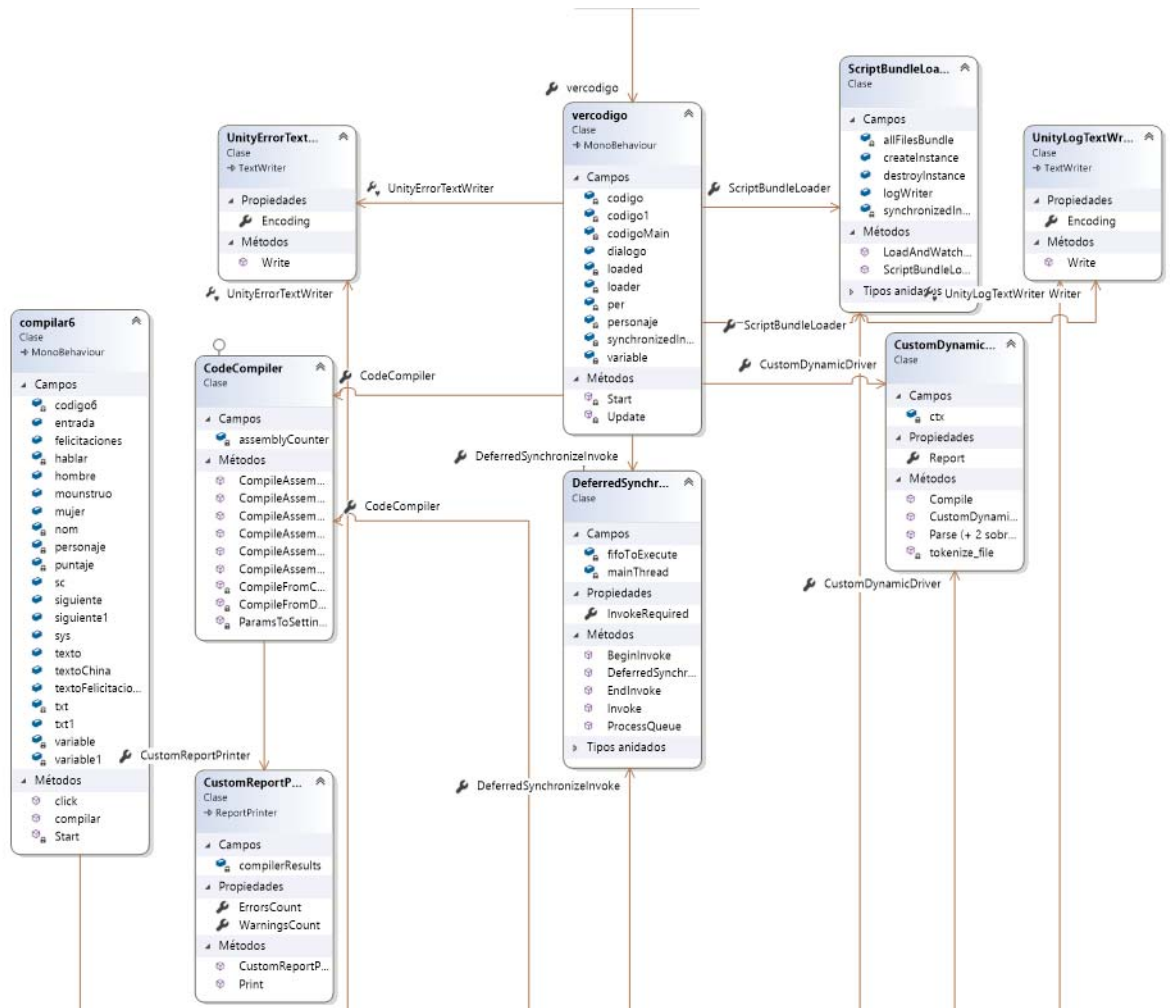 vercodigo
vercodigo
Clase
MonoBehaviour
Campos
codigo
codigo1
codigoMain
dialogo
loaded
loader
per
personaje
synchronizedIn...
variable
Métodos
Start
Update
ScriptBundleLoa...
Clase
Campos
allFilesBundle
createInstance
destroyInstance
logWriter
synchronizedIn...
Métodos
LoadAndWatch...
ScriptBundleLo...
Tipos anidados
UnityErrorText...
Clase
TextWriter
Propiedades
Encoding
Métodos
Write
UnityLogTextWr...
Clase
TextWriter
Propiedades
Encoding
Métodos
Write
UnityErrorTextWriter
ScriptBundleLoader
UnityErrorTextWriter
UnityLogTextWriter Writer
ScriptBundleLoader
CodeCompiler
CustomDynamicDriver
compilar6
Clase
MonoBehaviour
Campos
codigo6
entrada
felicitaciones
hablar
hombre
mounstruo
mujer
nom
personaje
puntaje
sc
siguiente
siguiente1
sys
texto
textoChina
textoFelicitacio...
txt
txt1
variable
variable1
Métodos
click
compilar
Start
CodeCompiler
Clase
Campos
assemblyCounter
Métodos
CompileAssem...
CompileAssem...
CompileAssem...
CompileAssem...
CompileAssem...
CompileAssem...
CompileFromC...
CompileFromD...
ParamsToSettin...
CustomDynamic...
Clase
Campos
ctx
Propiedades
Report
Métodos
Compile
CustomDynami...
Parse (+ 2 sobr...
tokenize_file
DeferredSynchronizeInvoke
CodeCompiler
DeferredSynchr...
Clase
Campos
fifoToExecute
mainThread
Propiedades
InvokeRequired
Métodos
BeginInvoke
DeferredSynchr...
EndInvoke
Invoke
ProcessQueue
Tipos anidados
CustomDynamicDriver
CustomReportPrinter
DeferredSynchronizeInvoke
CustomReportP...
Clase
ReportPrinter
Campos
compilerResults
Propiedades
ErrorsCount
WarningsCount
Métodos
CustomReportP...
Print